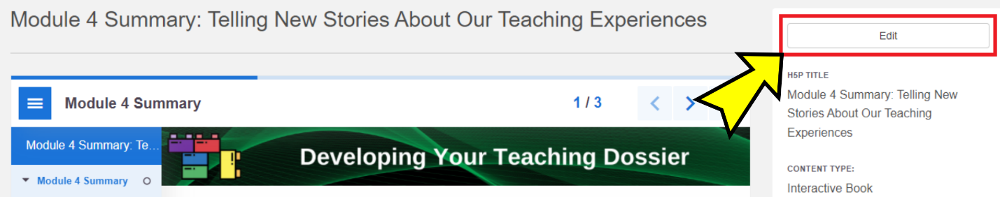 Module 4 Summary: Telling New Stories About Our Teaching Experiences
Edit
Module 4 Summary
1 / 3
Module 4 Summary: Te...
Module 4 Summary
Developing Your Teaching Dossier
H5P TITLE
Module 4 Summary: Telling New
Stories About Our Teaching
Experiences
CONTENT TYPE:
Interactive Book